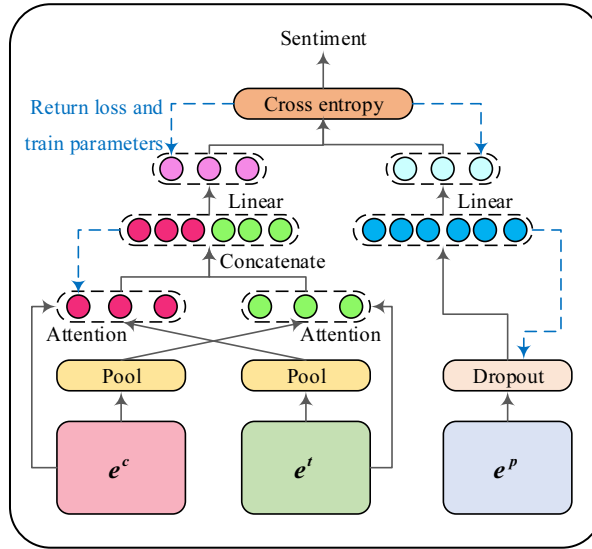 Sentiment
Cross entropy
Return loss and
train parameters
Linear
Linear
Concatenate
Attention
Attention
Pool
Pool
Dropout
e^c
e^t
e^p